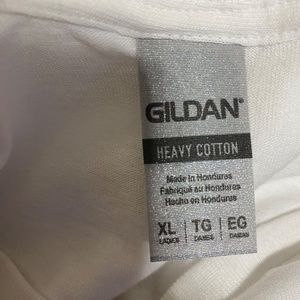 GILDAN®
HEAVY COTTON
Made in Honduras
Fabriqué au Honduras
Hecho en Honduras
XL TG EG
LADIES DAMES DAMAS